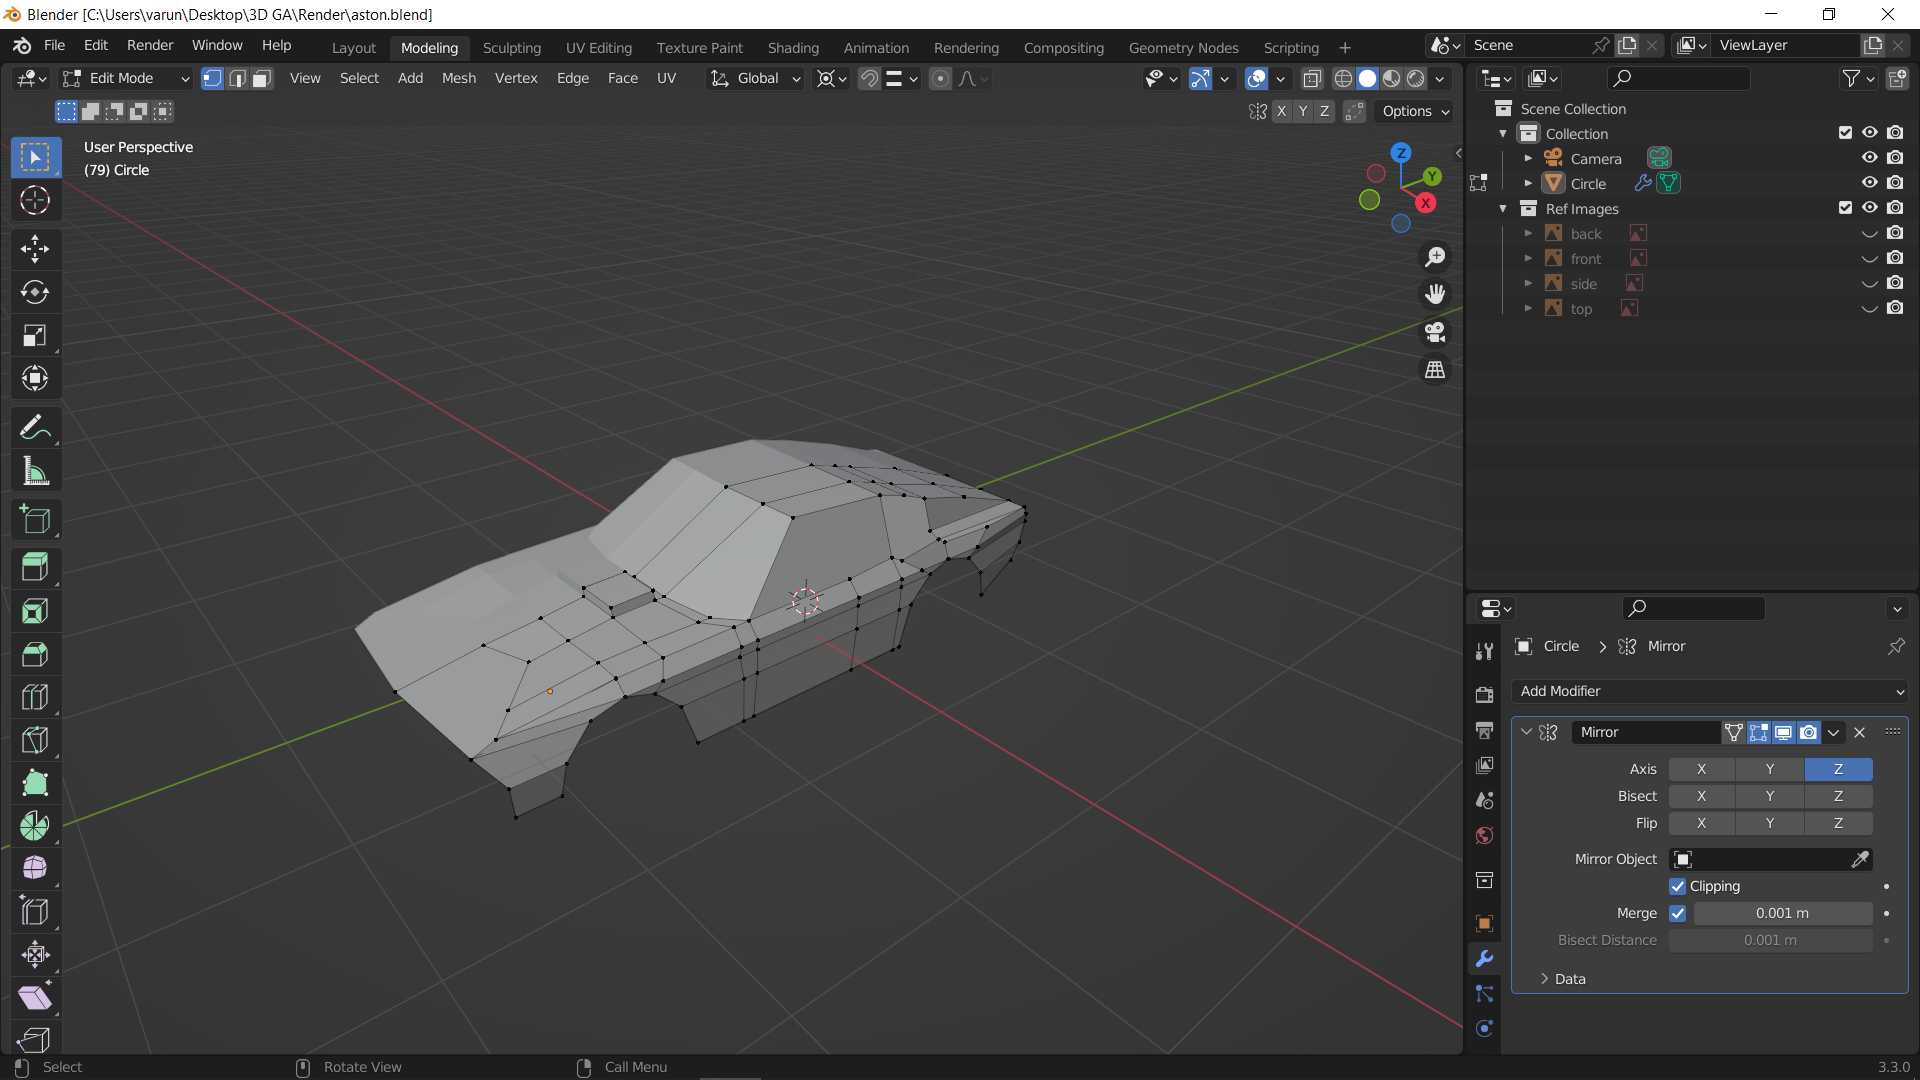 Blender [C:\Users\varun\Desktop\3D GA\Render\aston.blend]
File Edit Render Window Help Layout Modeling Sculpting UV Editing Texture Paint Shading Animation Rendering Compositing Geometry Nodes Scripting + Scene ViewLayer
Edit Mode View Select Add Mesh Vertex Edge Face UV Global
X Y Z Options
User Perspective
(79) Circle
Z
Y
X
Scene Collection
Collection
Camera
Circle
Ref Images
back
front
side
top
Circle > Mirror
Add Modifier
Mirror
Axis X Y Z
Bisect X Y Z
Flip X Y Z
Mirror Object
Clipping
Merge 0.001 m
Bisect Distance 0.001 m
Data
Select Rotate View Call Menu 3.3.0